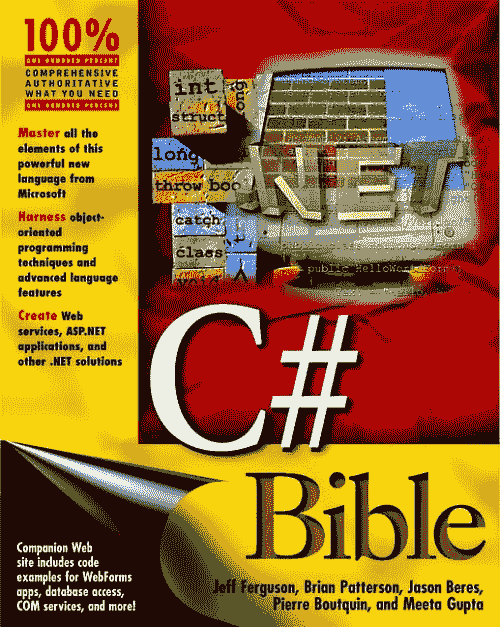 100%
ONE HUNDRED PERCENT
COMPREHENSIVE
AUTHORITATIVE
WHAT YOU NEED
ONE HUNDRED PERCENT
Master all the
elements of this
powerful new
language from
Microsoft
Harness object-
oriented
programming
techniques and
advanced language
features
Create Web
services, ASP.NET
applications, and
other .NET solutions
int
struct
long
throw boo
catch
class
void
.NET
public HelloWorldForm
C#
Bible
Companion Web
site includes code
examples for WebForms
apps, database access,
COM services, and more!
Jeff Ferguson, Brian Patterson, Jason Beres,
Pierre Boutquin, and Meeta Gupta